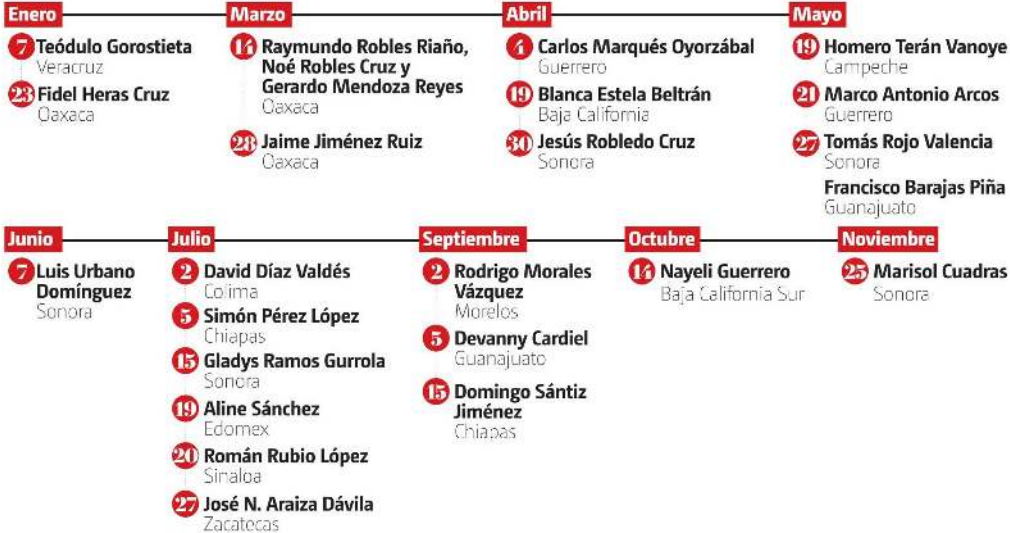 Enero
7 Teódulo Gorostieta
Veracruz
23 Fidel Heras Cruz
Oaxaca
Marzo
14 Raymundo Robles Riaño,
Noé Robles Cruz y
Gerardo Mendoza Reyes
Oaxaca
28 Jaime Jiménez Ruiz
Oaxaca
Abril
4 Carlos Marqués Oyorzábal
Guerrero
19 Blanca Estela Beltrán
Baja California
30 Jesús Robledo Cruz
Sonora
Mayo
19 Homero Terán Vanoye
Campeche
21 Marco Antonio Arcos
Guerrero
27 Tomás Rojo Valencia
Sonora
Francisco Barajas Piña
Guanajuato
Junio
7 Luis Urbano
Domínguez
Sonora
Julio
2 David Díaz Valdés
Colima
5 Simón Pérez López
Chiapas
15 Gladys Ramos Gurrola
Sonora
19 Aline Sánchez
Edomex
20 Román Rubio López
Sinaloa
27 José N. Araiza Dávila
Zacatecas
Septiembre
2 Rodrigo Morales
Vázquez
Morelos
5 Devanny Cardiel
Guanajuato
15 Domingo Sántiz
Jiménez
Chiapas
Octubre
14 Nayeli Guerrero
Baja California Sur
Noviembre
25 Marisol Cuadras
Sonora